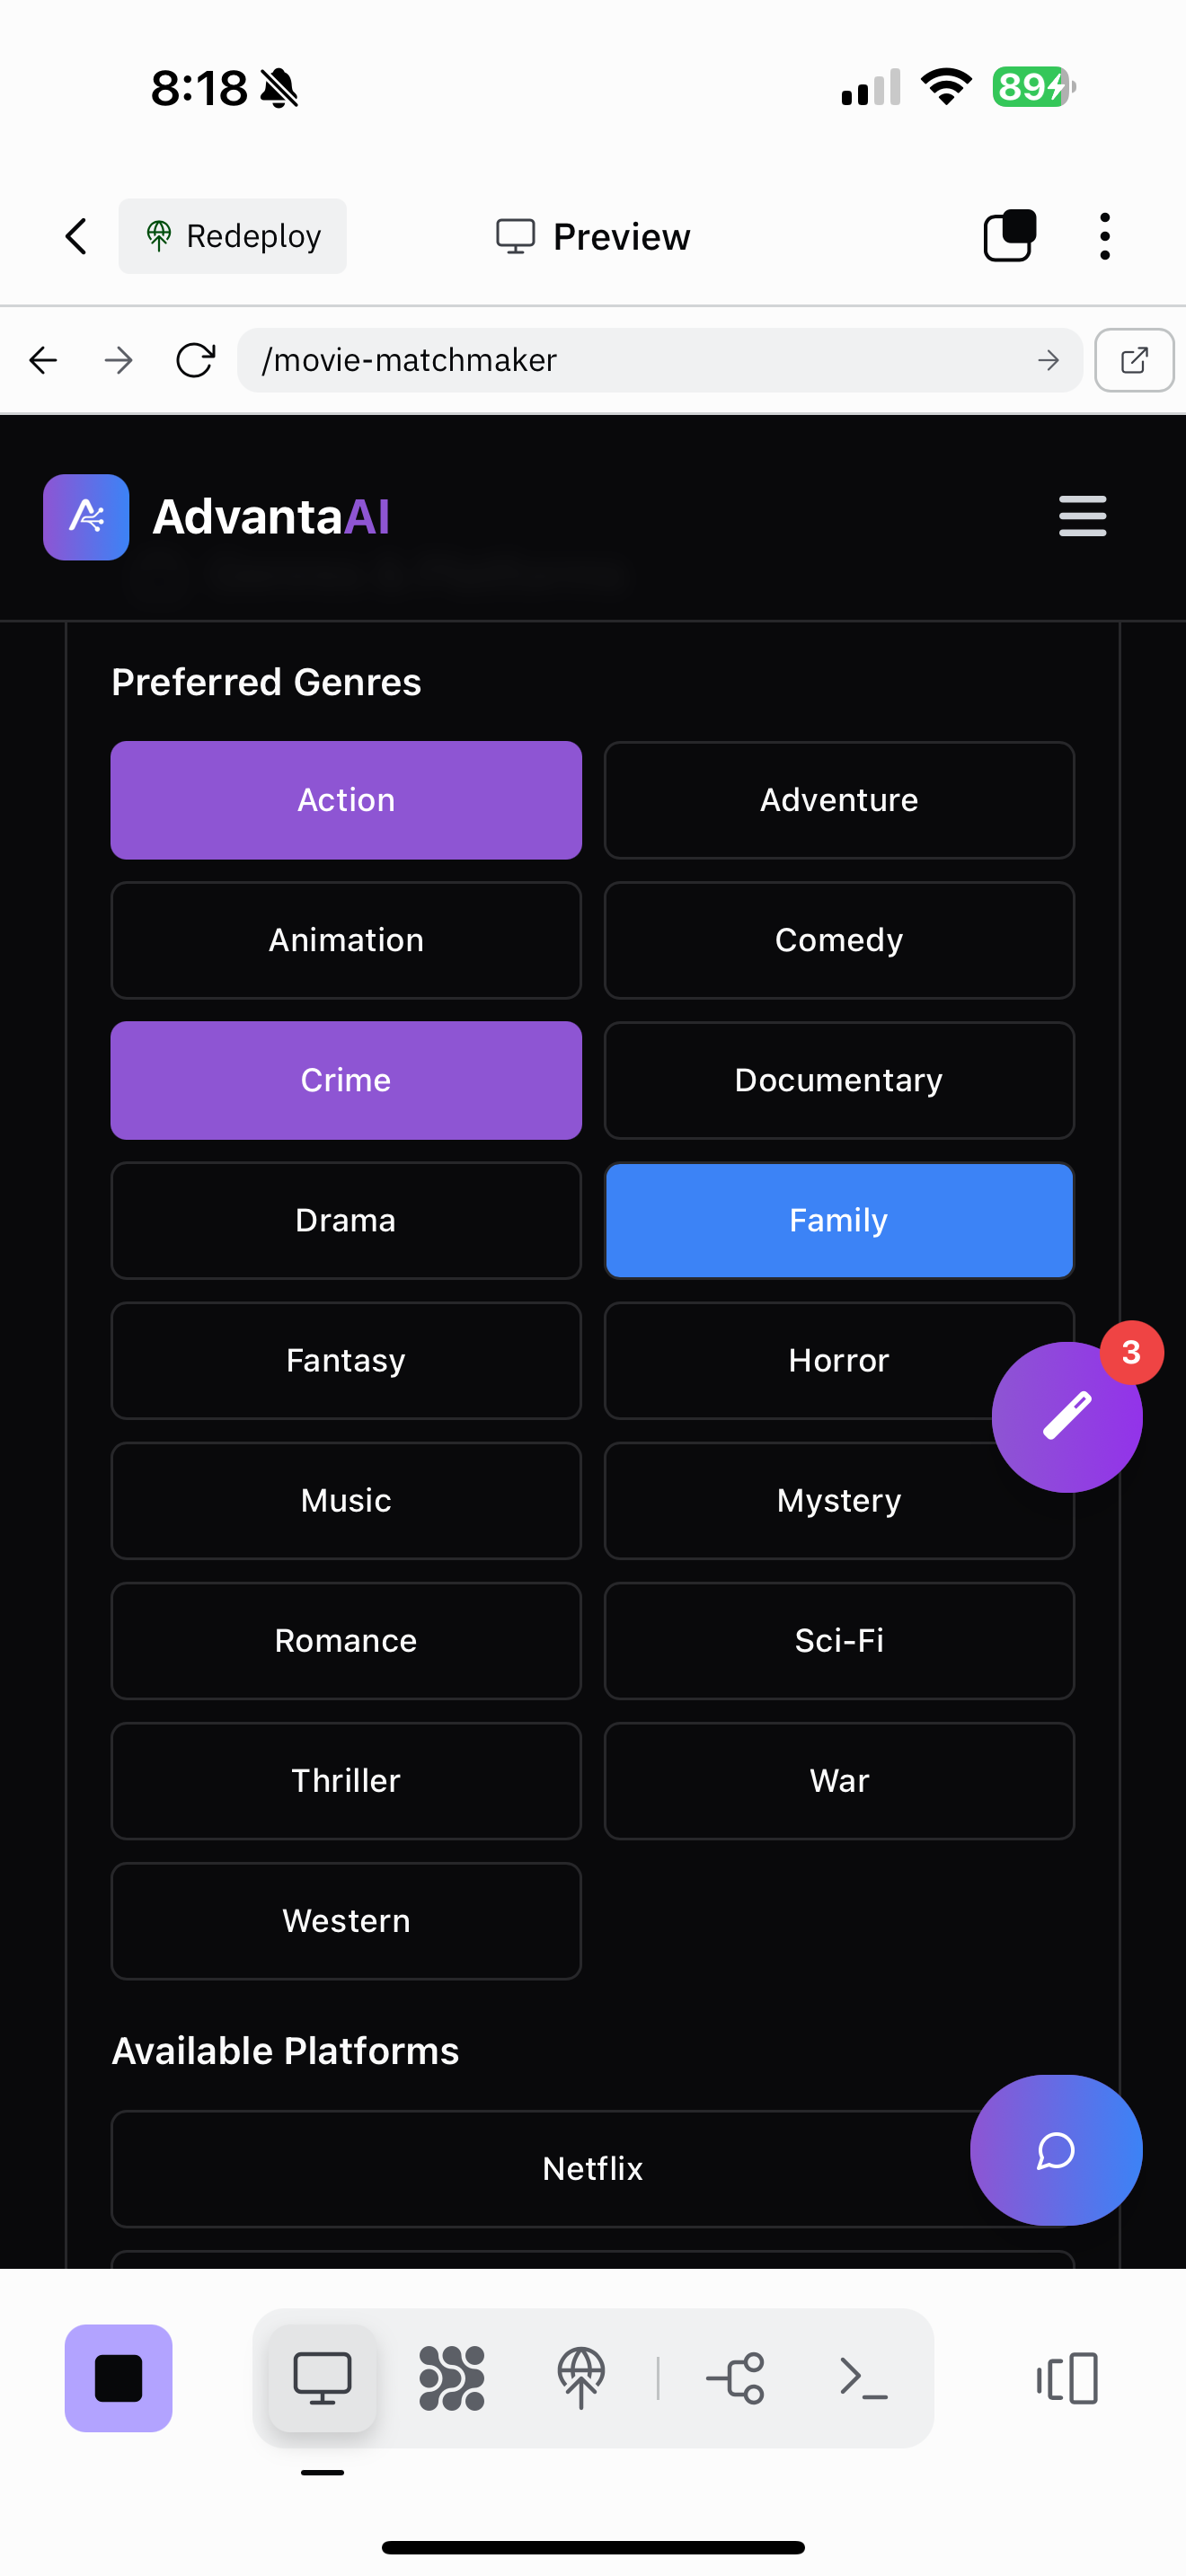 8:18
89
Redeploy
Preview
/movie-matchmaker
AdvantaAI
Preferred Genres
Action
Adventure
Animation
Comedy
Crime
Documentary
Drama
Family
Fantasy
Horror
3
Music
Mystery
Romance
Sci-Fi
Thriller
War
Western
Available Platforms
Netflix